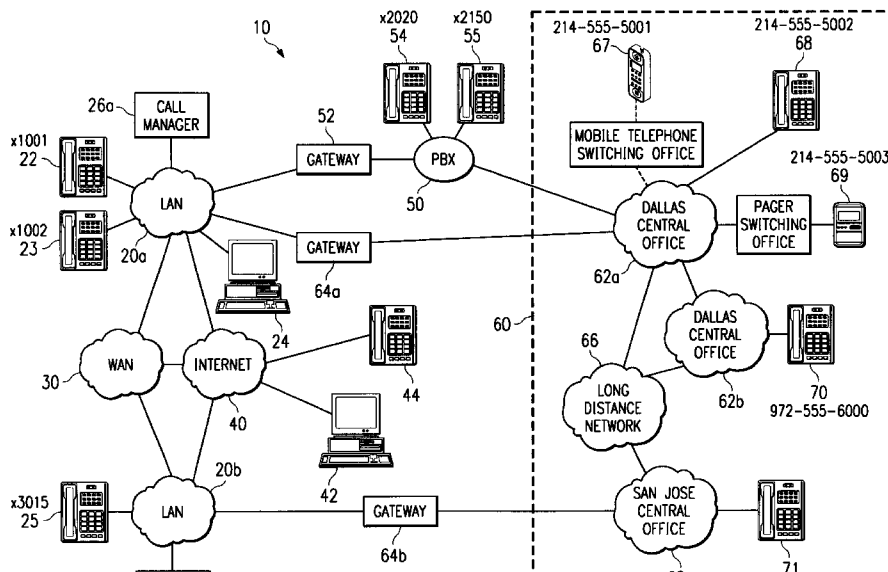 x2020
54
x2150
55
10
214-555-5001
67
214-555-5002
68
26a
CALL
MANAGER
52
GATEWAY
PBX
50
MOBILE TELEPHONE
SWITCHING OFFICE
214-555-5003
69
x1001
22
x1002
23
LAN
20a
GATEWAY
64a
DALLAS
CENTRAL
OFFICE
62a
PAGER
SWITCHING
OFFICE
24
60
WAN
30
INTERNET
40
44
66
LONG
DISTANCE
NETWORK
DALLAS
CENTRAL
OFFICE
62b
70
972-555-6000
42
20b
x3015
25
LAN
GATEWAY
64b
SAN JOSE
CENTRAL
OFFICE
71